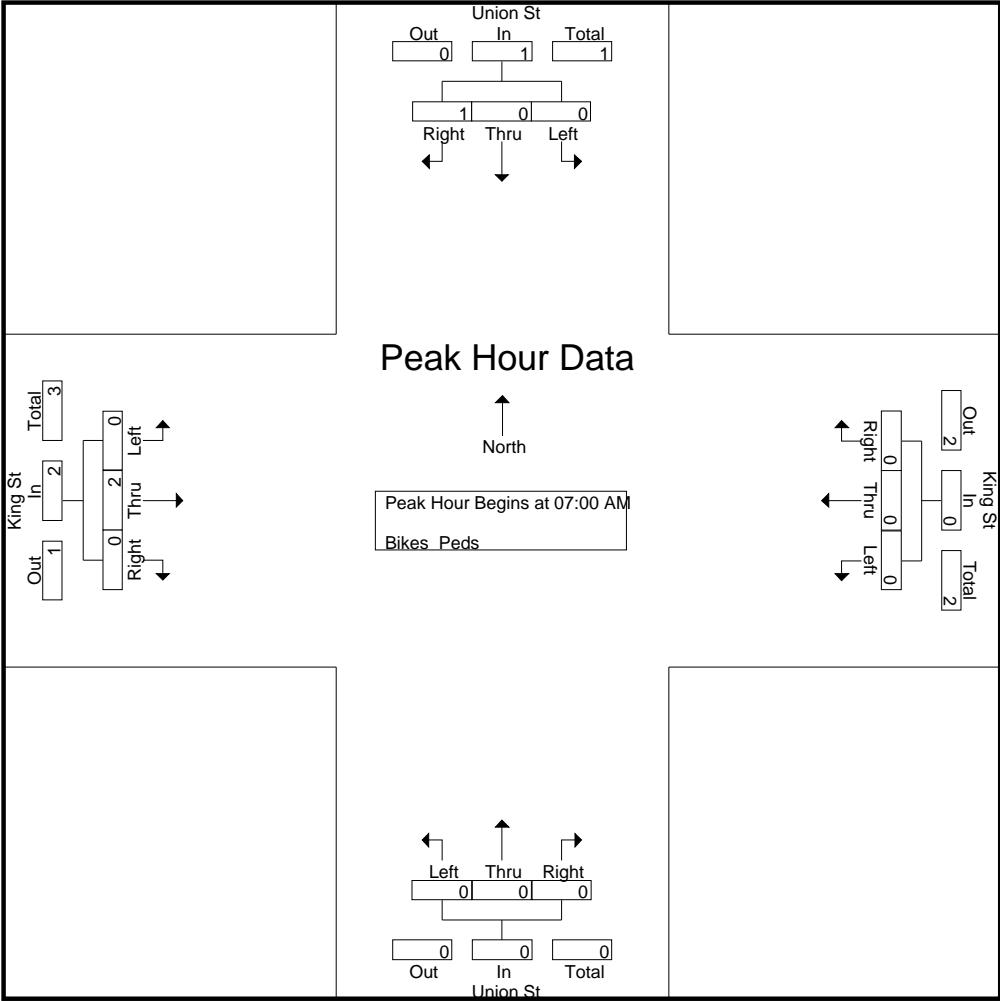 Union St
Out In Total
0 1 1
1 0 0
Right Thru Left
Peak Hour Data
North
Peak Hour Begins at 07:00 AM
Bikes Peds
King St
Total In Out
3 2 1
0 2 0
Left Thru Right
Right Thru Left
0 0 0
Out In Total
2 0 2
King St
Left Thru Right
0 0 0
0 0 0
Out In Total
Union St